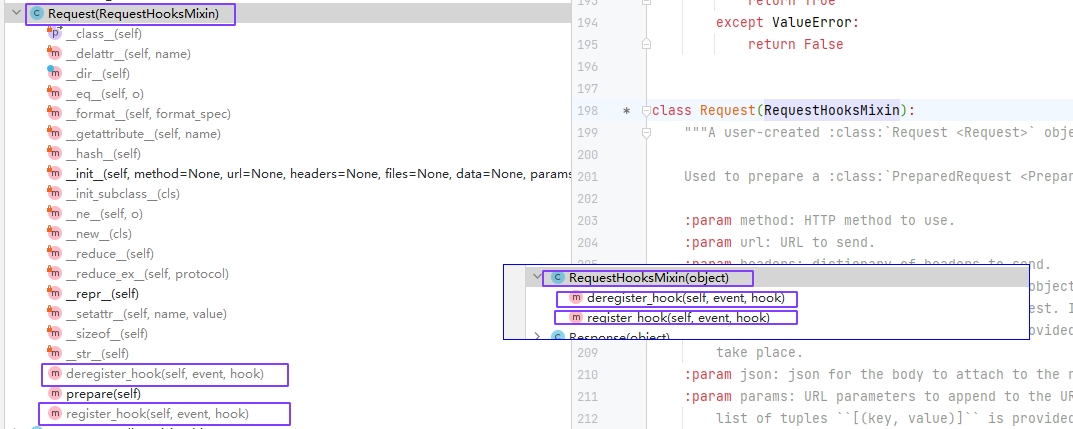 Request(RequestHooksMixin)
__class__(self)
__delattr__(self, name)
__dir__(self)
__eq__(self, o)
__format__(self, format_spec)
__getattribute__(self, name)
__hash__(self)
__init__(self, method=None, url=None, headers=None, files=None, data=None, params
__init_subclass__(cls)
__ne__(self, o)
__new__(cls)
__reduce__(self)
__reduce_ex__(self, protocol)
__repr__(self)
__setattr__(self, name, value)
__sizeof__(self)
__str__(self)
deregister_hook(self, event, hook)
prepare(self)
register_hook(self, event, hook)
193 return True
194 except ValueError:
195 return False
196
197
198 * class Request(RequestHooksMixin):
199 """A user-created :class:`Request <Request>` obje
200
201 Used to prepare a :class:`PreparedRequest <Prepar
202
203 :param method: HTTP method to use.
204 :param url: URL to send.
205 :param headers: dictionary of headers to send.
RequestHooksMixin(object)
deregister_hook(self, event, hook)
register_hook(self, event, hook)
Response(object)
object
est. I
ovided
209 take place.
210 :param json: json for the body to attach to the r
211 :param params: URL parameters to append to the UR
212 list of tuples ``[(key, value)]`` is provided